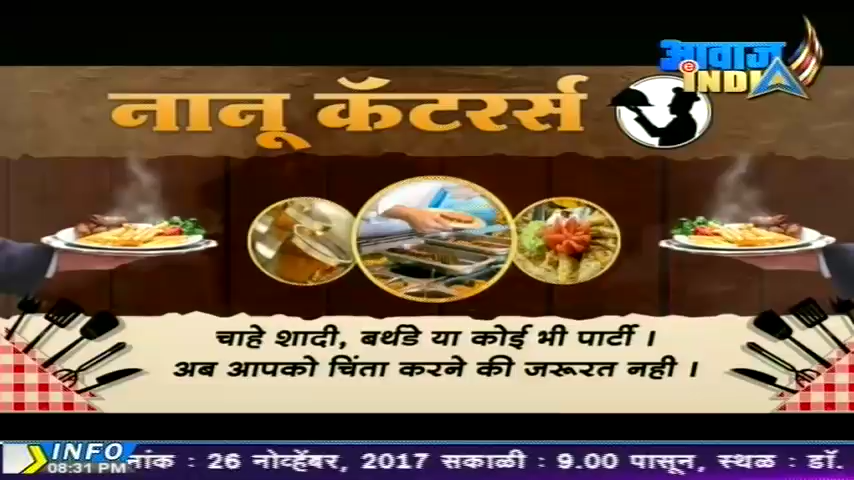 आवाज
e INDIA
नानू कॅटरर्स
चाहे शादी, बर्थडे या कोई भी पार्टी ।
अब आपको चिंता करने की जरूरत नही ।
INFO
08:31 PM
नांक : 26 नोव्हेंबर, 2017 सकाळी : 9.00 पासून, स्थळ : डॉ.